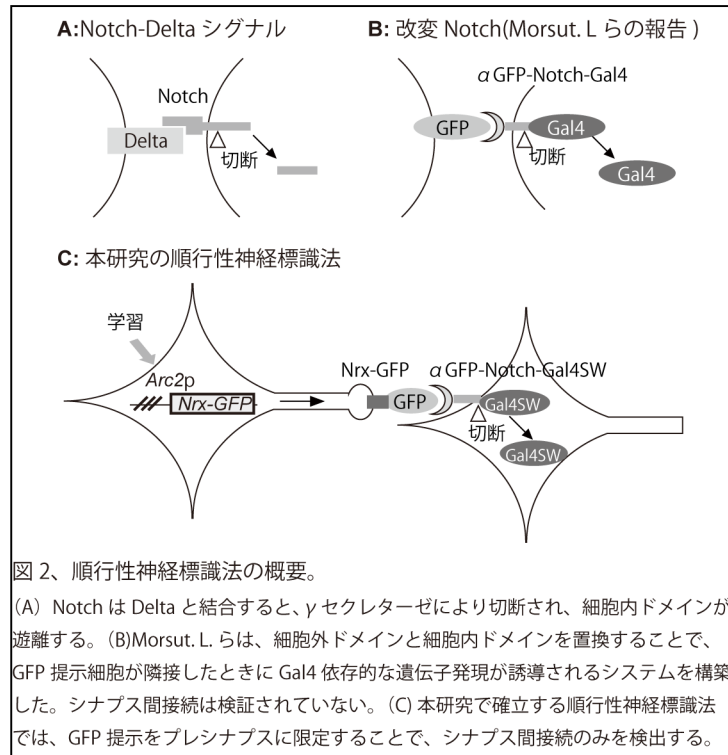 A:Notch-Delta シグナル
B: 改変 Notch(Morsut. L らの報告 )
Notch
Delta
切断
α GFP-Notch-Gal4
GFP
Gal4
切断
Gal4
C: 本研究の順行性神経標識法
学習
Arc2p
Nrx-GFP
Nrx-GFP
α GFP-Notch-Gal4SW
GFP
Gal4SW
切断
Gal4SW
図 2、順行性神経標識法の概要。
(A) Notch は Delta と結合すると、γ セクレターゼにより切断され、細胞内ドメインが
遊離する。(B)Morsut. L. らは、細胞外ドメインと細胞内ドメインを置換することで、
GFP 提示細胞が隣接したときに Gal4 依存的な遺伝子発現が誘導されるシステムを構築
した。シナプス間接続は検証されていない。(C) 本研究で確立する順行性神経標識法
では、GFP 提示をプレシナプスに限定することで、シナプス間接続のみを検出する。